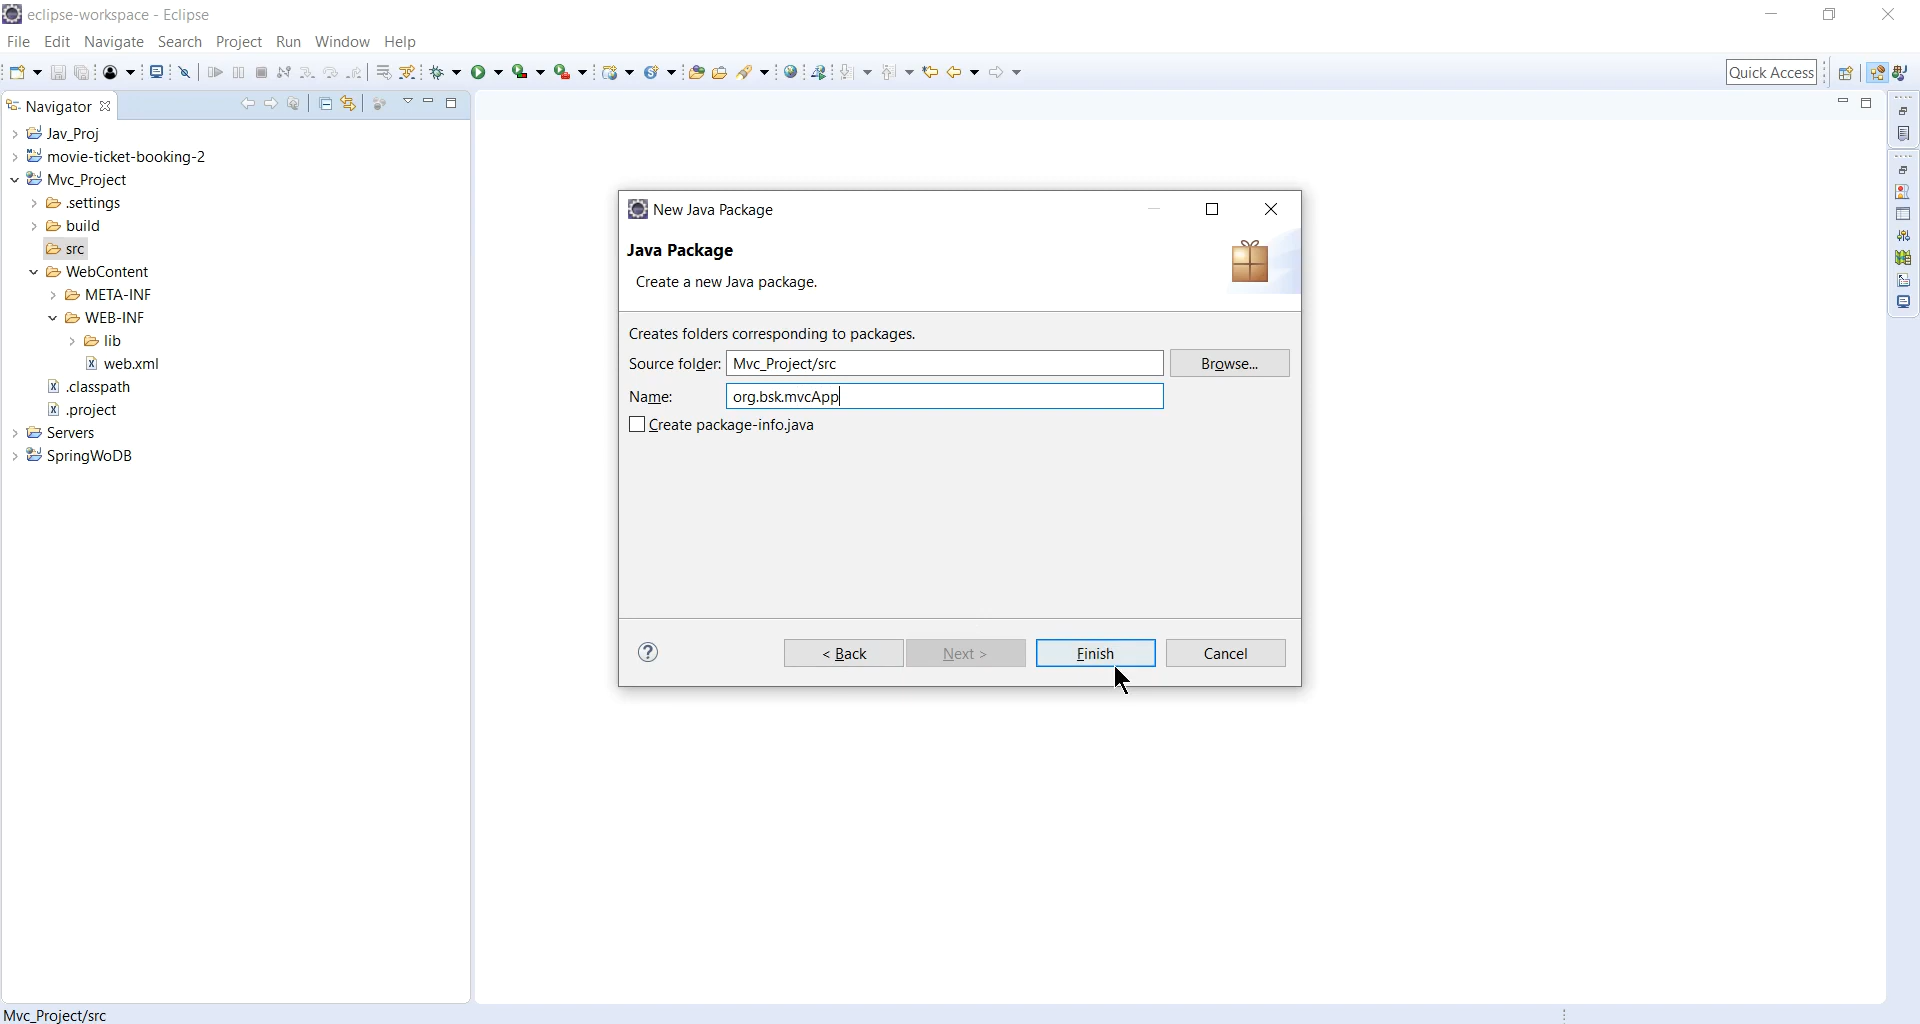 eclipse-workspace - Eclipse
File Edit Navigate Search Project Run Window Help
Quick Access
Navigator
Jav_Proj
movie-ticket-booking-2
Mvc_Project
.settings
build
src
WebContent
META-INF
WEB-INF
lib
web.xml
.classpath
.project
Servers
SpringWoDB
New Java Package
Java Package
Create a new Java package.
Creates folders corresponding to packages.
Source folder: Mvc_Project/src Browse...
Name: org.bsk.mvcApp
Create package-info.java
? < Back Next > Finish Cancel
Mvc_Project/src